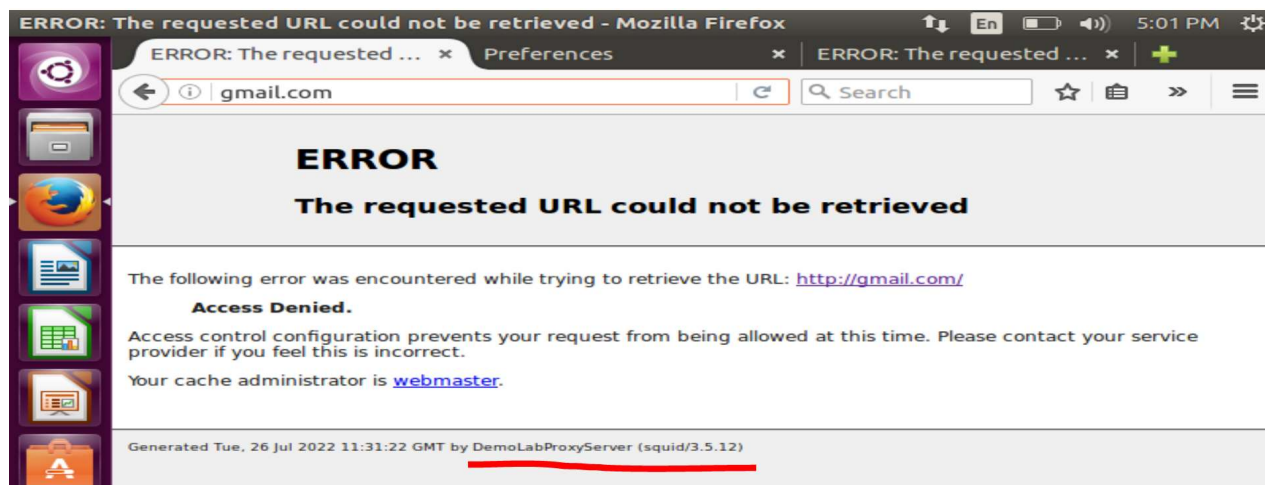 ERROR: The requested URL could not be retrieved - Mozilla Firefox En 5:01 PM
ERROR: The requested ... × Preferences × ERROR: The requested ... ×
gmail.com Search
ERROR
The requested URL could not be retrieved
The following error was encountered while trying to retrieve the URL: http://gmail.com/
Access Denied.
Access control configuration prevents your request from being allowed at this time. Please contact your service
provider if you feel this is incorrect.
Your cache administrator is webmaster.
Generated Tue, 26 Jul 2022 11:31:22 GMT by DemoLabProxyServer (squid/3.5.12)